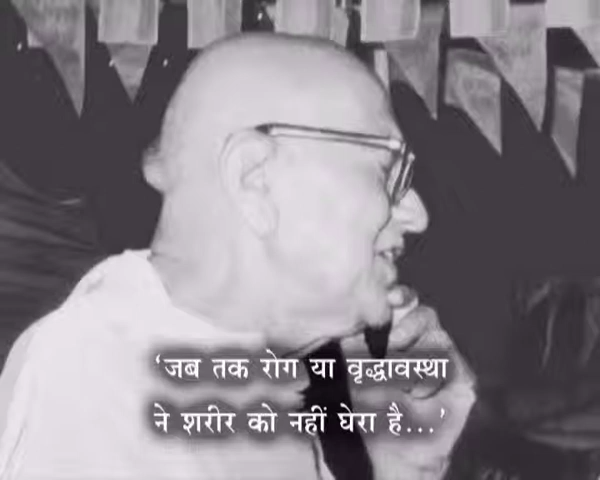 ‘जब तक रोग या वृद्धावस्था
ने शरीर को नहीं घेरा है...’